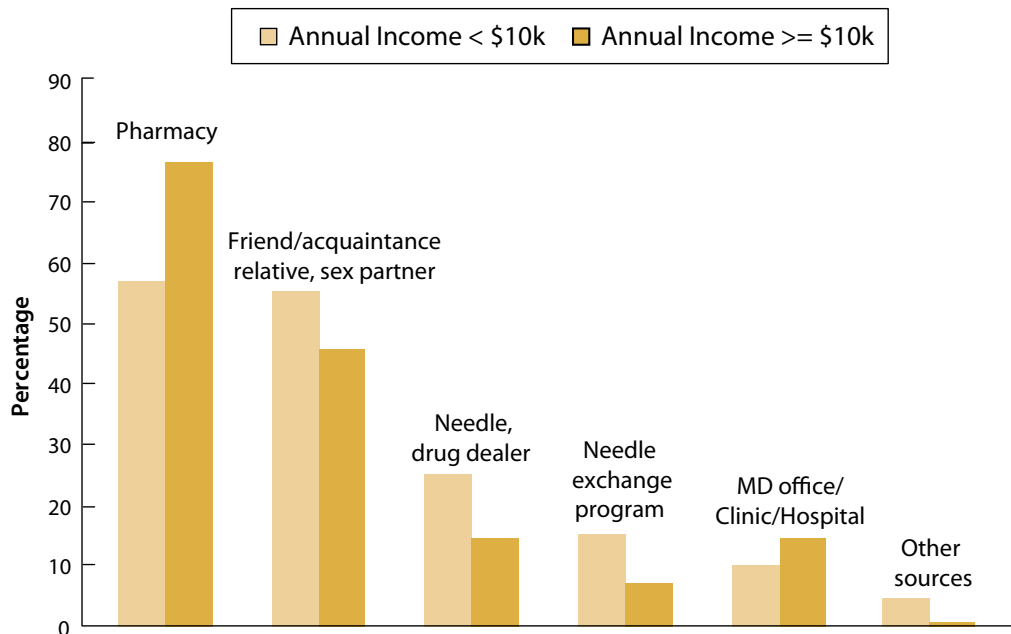 Annual Income < $10k Annual Income >= $10k
90
80
70
60
50
40
30
20
10
0
Percentage
Pharmacy
Friend/acquaintance
relative, sex partner
Needle,
drug dealer
Needle
exchange
program
MD office/
Clinic/Hospital
Other
sources